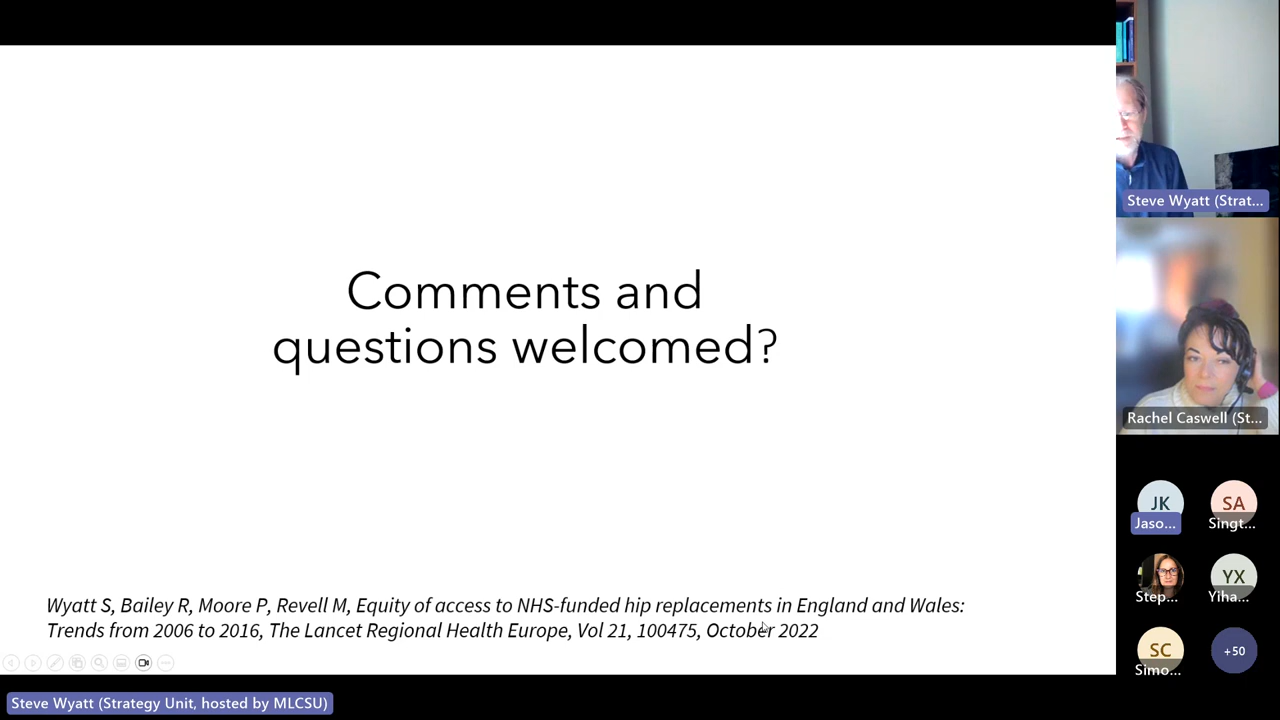 Comments and
questions welcomed?
Wyatt S, Bailey R, Moore P, Revell M, Equity of access to NHS-funded hip replacements in England and Wales:
Trends from 2006 to 2016, The Lancet Regional Health Europe, Vol 21, 100475, October 2022
Steve Wyatt (Strategy Unit, hosted by MLCSU)
Steve Wyatt (Strat...
Rachel Caswell (St...
JK
Jaso...
SA
Singt...
Step...
YX
Yiha...
SC
Simo...
+50